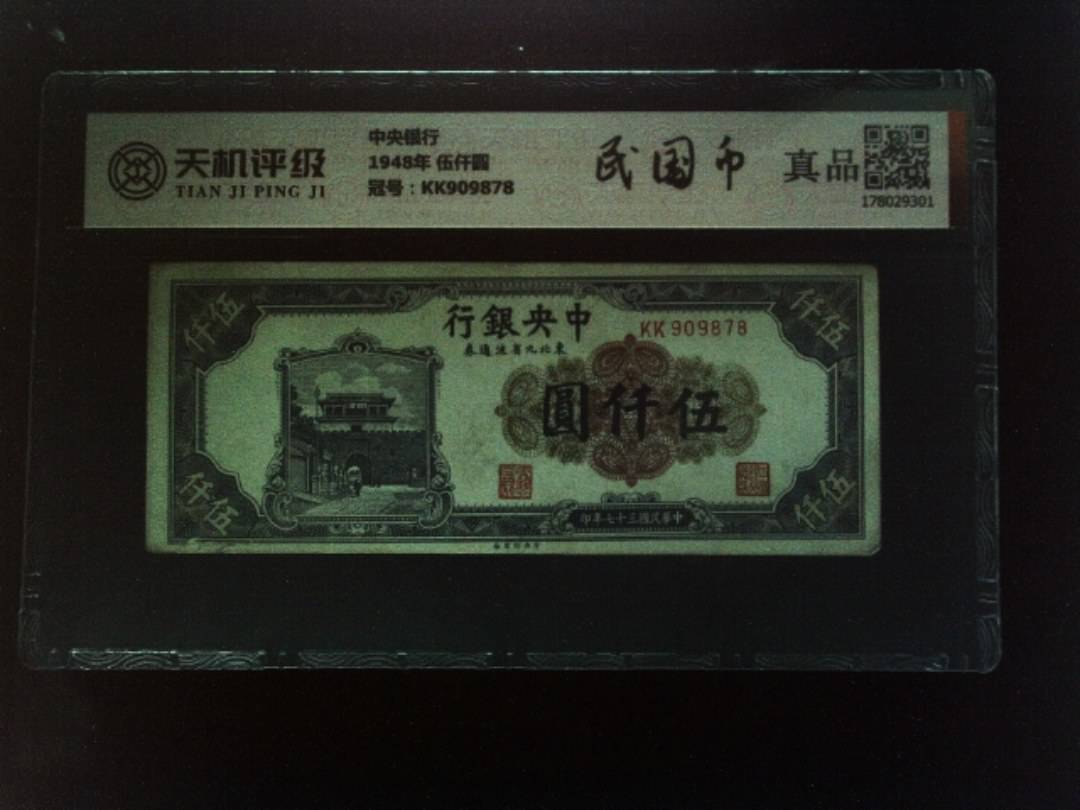 天机评级
TIAN JI PING JI
中央银行
1948年 伍仟圆
冠号：KK909878
民国币
真品
178029301
行銀央中
KK 909878
券通流省九北東
圓仟伍
仟伍
仟伍
仟伍
仟伍
印年七十三國民華中